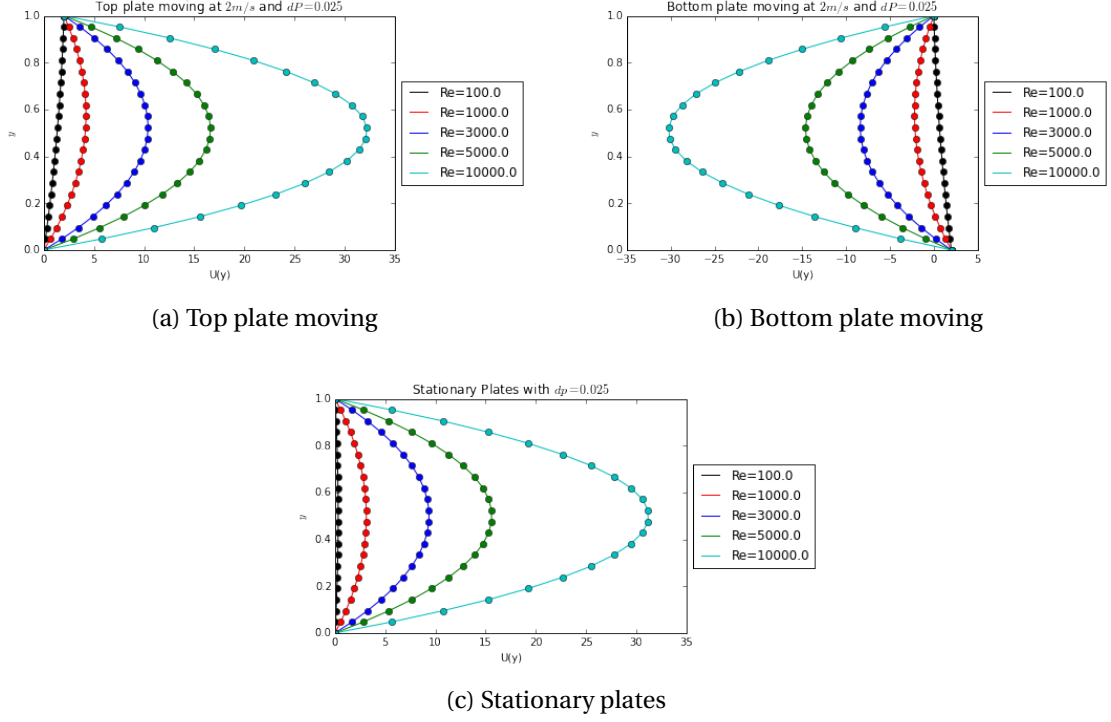 Top plate moving at 2m/s and dP=0.025
1.0
0.8
0.6
0.4
0.2
0.0
y
0
5
10
15
20
25
30
35
U(y)
Re=100.0
Re=1000.0
Re=3000.0
Re=5000.0
Re=10000.0
(a) Top plate moving
Bottom plate moving at 2m/s and dP=0.025
1.0
0.8
0.6
0.4
0.2
0.0
y
−35
−30
−25
−20
−15
−10
−5
0
5
U(y)
Re=100.0
Re=1000.0
Re=3000.0
Re=5000.0
Re=10000.0
(b) Bottom plate moving
Stationary Plates with dp=0.025
1.0
0.8
0.6
0.4
0.2
0.0
y
0
5
10
15
20
25
30
35
U(y)
Re=100.0
Re=1000.0
Re=3000.0
Re=5000.0
Re=10000.0
(c) Stationary plates